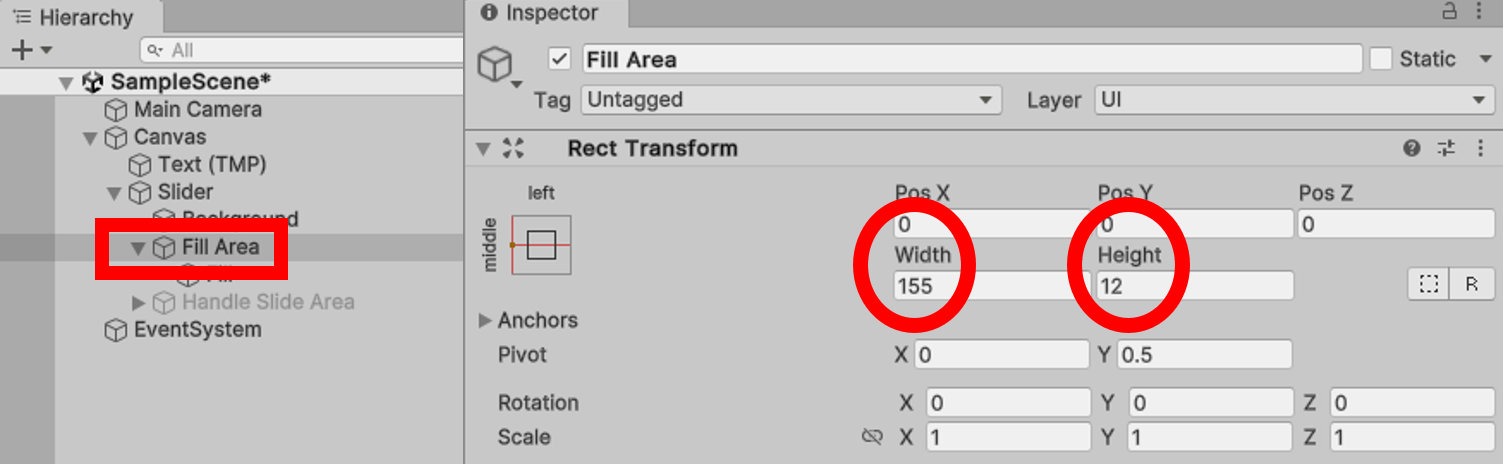 Hierarchy
All
SampleScene*
Main Camera
Canvas
Text (TMP)
Slider
Background
Fill Area
Fill
Handle Slide Area
EventSystem
Inspector
Fill Area
Static
Tag Untagged Layer UI
Rect Transform
left
middle
Pos X Pos Y Pos Z
0 0 0
Width Height
155 12
R
Anchors
Pivot X 0 Y 0.5
Rotation X 0 Y 0 Z 0
Scale X 1 Y 1 Z 1